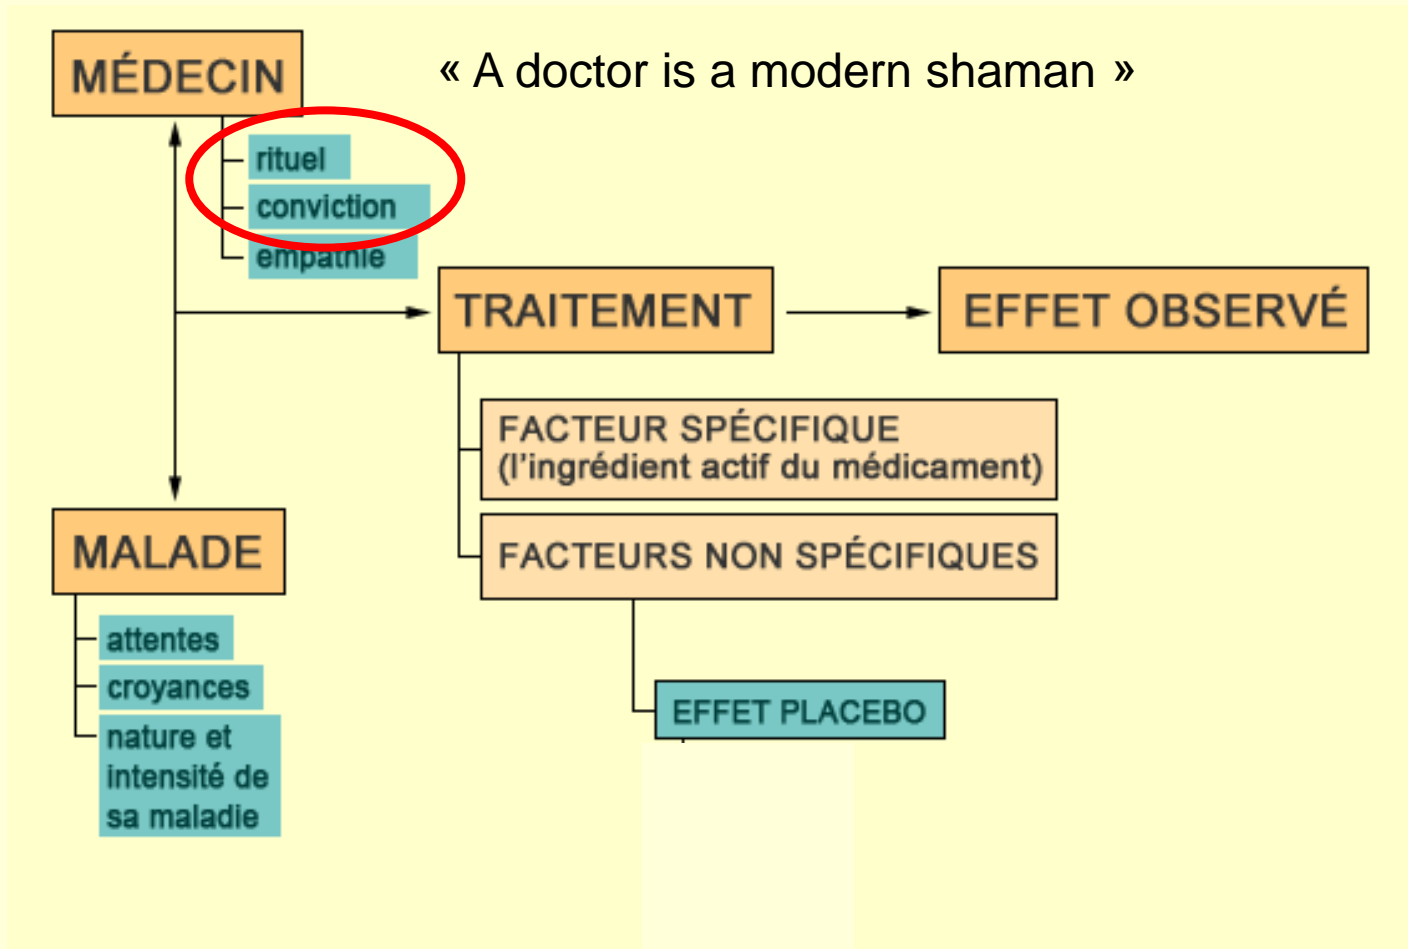 MÉDECIN
« A doctor is a modern shaman »
rituel
conviction
empathie
TRAITEMENT
EFFET OBSERVÉ
FACTEUR SPÉCIFIQUE
(l'ingrédient actif du médicament)
FACTEURS NON SPÉCIFIQUES
EFFET PLACEBO
MALADE
attentes
croyances
nature et
intensité de
sa maladie